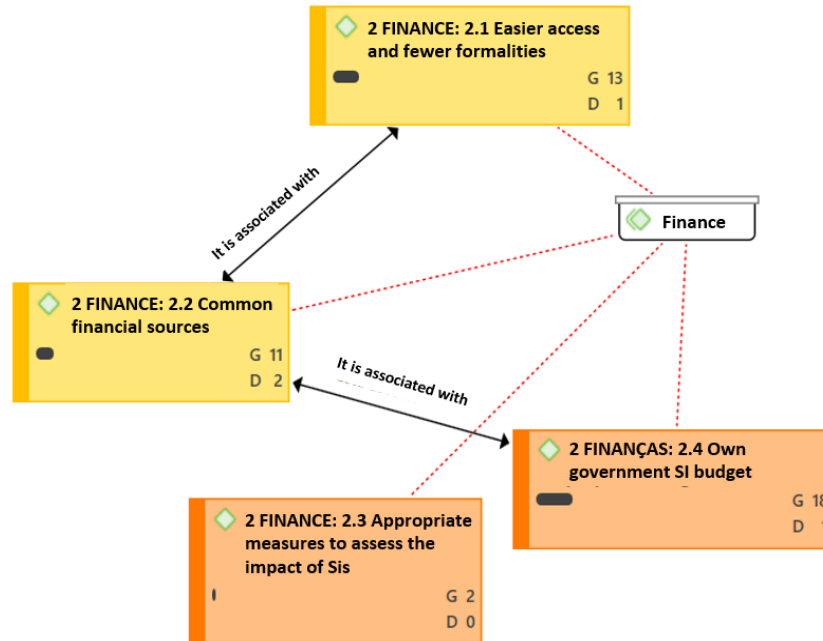 2 FINANCE: 2.1 Easier access
and fewer formalities
G 13
D 1
It is associated with
Finance
2 FINANCE: 2.2 Common
financial sources
G 11
D 2
It is associated with
2 FINANÇAS: 2.4 Own
government SI budget
G 18
D
2 FINANCE: 2.3 Appropriate
measures to assess the
impact of Sis
G 2
D 0